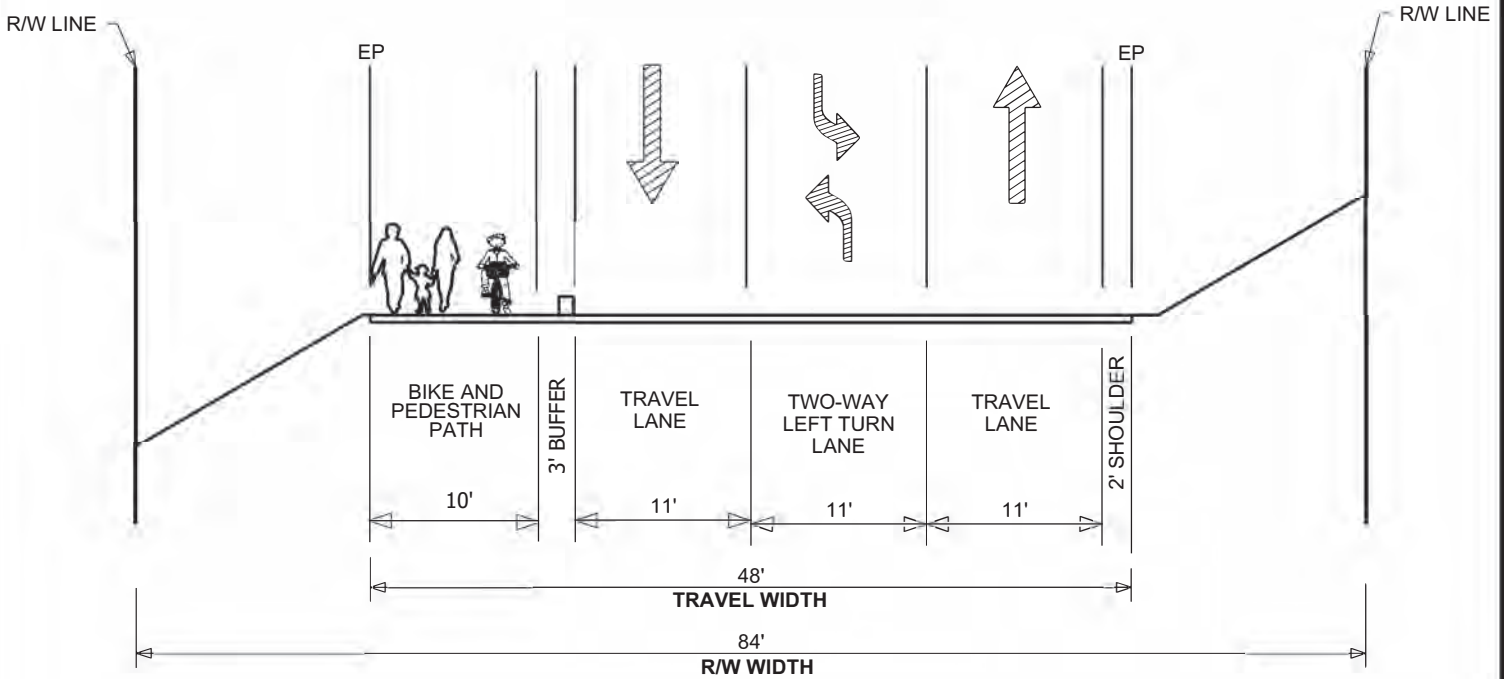 R/W LINE
R/W LINE
EP
EP
BIKE AND
PEDESTRIAN
PATH
3' BUFFER
TRAVEL
LANE
TWO-WAY
LEFT TURN
LANE
TRAVEL
LANE
2' SHOULDER
10'
11'
11'
11'
48'
TRAVEL WIDTH
84'
R/W WIDTH